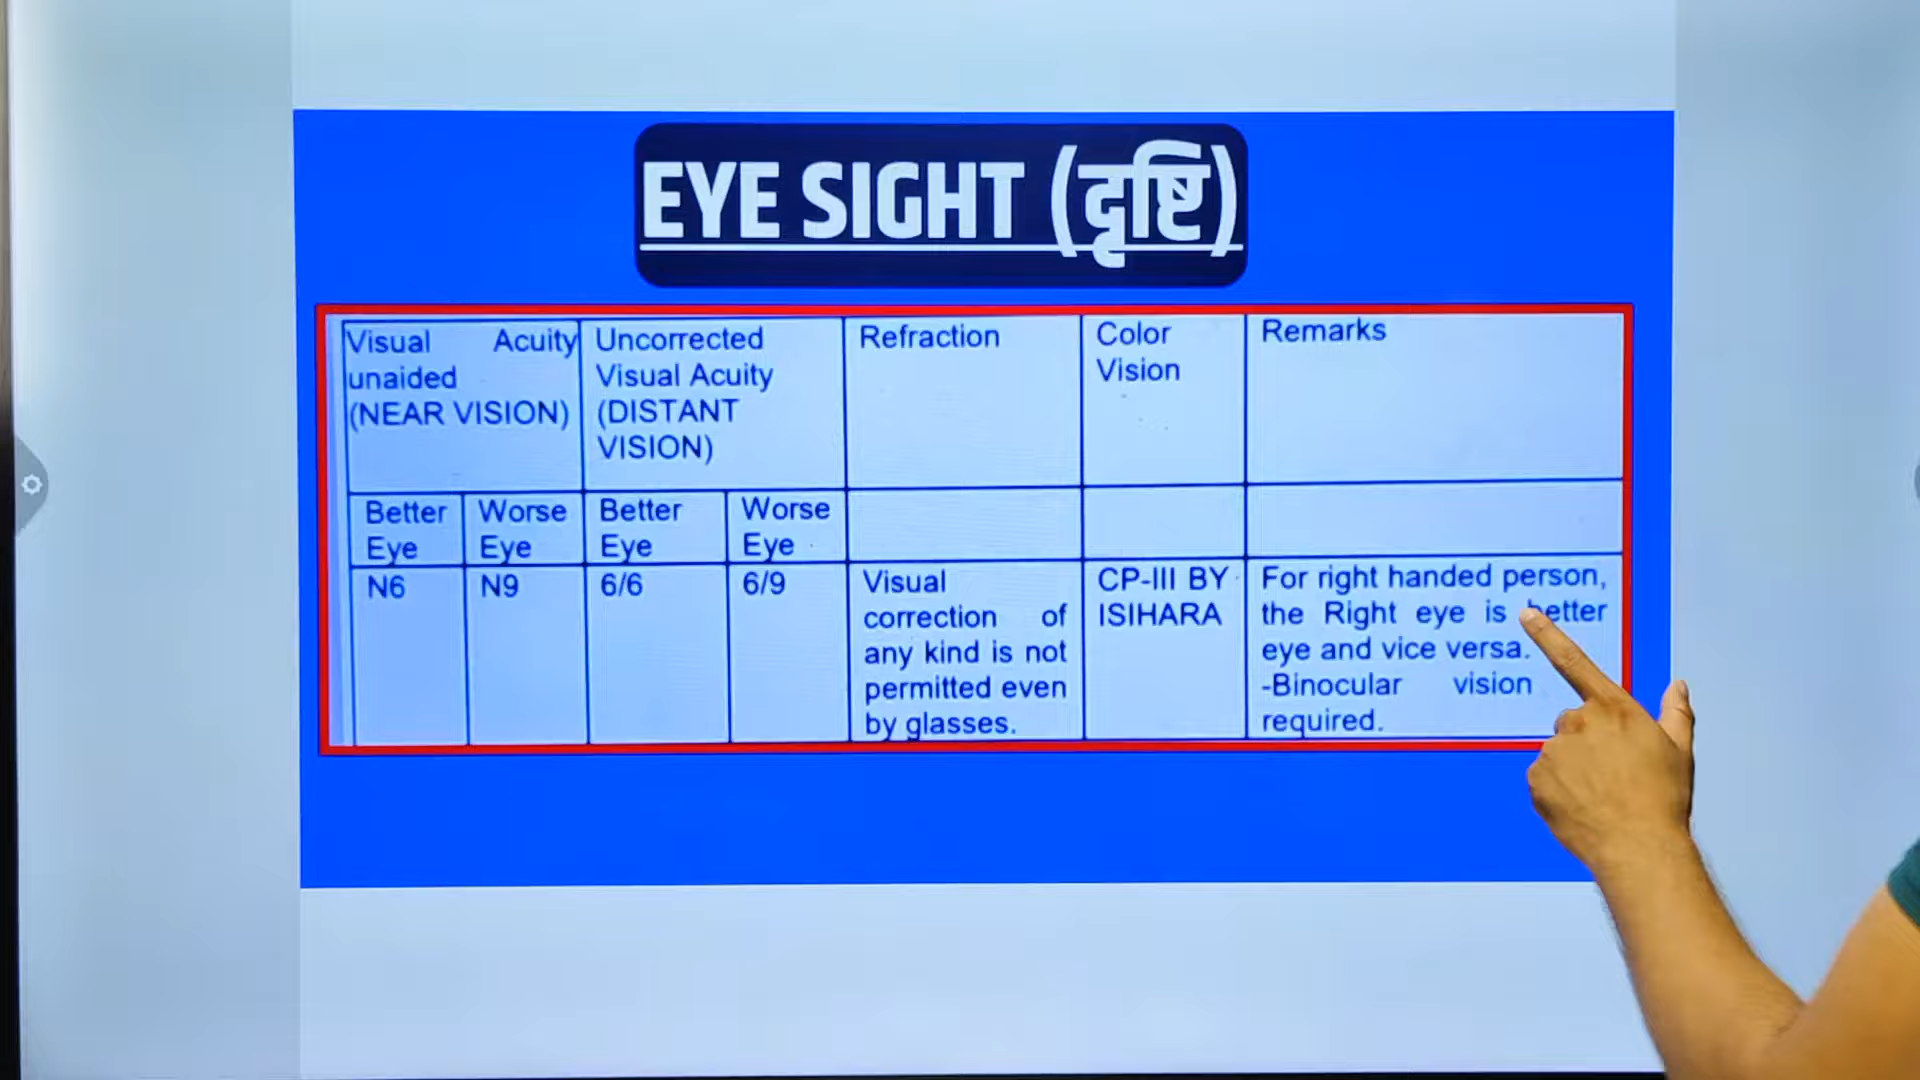 EYE SIGHT (दृष्टि)
Visual Acuity
unaided
(NEAR VISION)
Uncorrected
Visual Acuity
(DISTANT
VISION)
Refraction
Color
Vision
Remarks
Better
Eye
Worse
Eye
Better
Eye
Worse
Eye
N6
N9
6/6
6/9
Visual
correction of
any kind is not
permitted even
by glasses.
CP-III BY
ISIHARA
For right handed person,
the Right eye is better
eye and vice versa.
-Binocular vision
required.